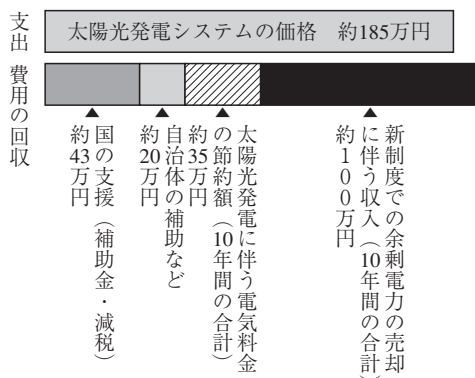 支出
太陽光発電システムの価格　約185万円
費用の回収
国の支援（補助金・減税）
約43万円
自治体の補助など
約20万円
太陽光発電に伴う電気料金
の節約額（10年間の合計）
約35万円
新制度での余剰電力の売却
に伴う収入（10年間の合計）
約１００万円